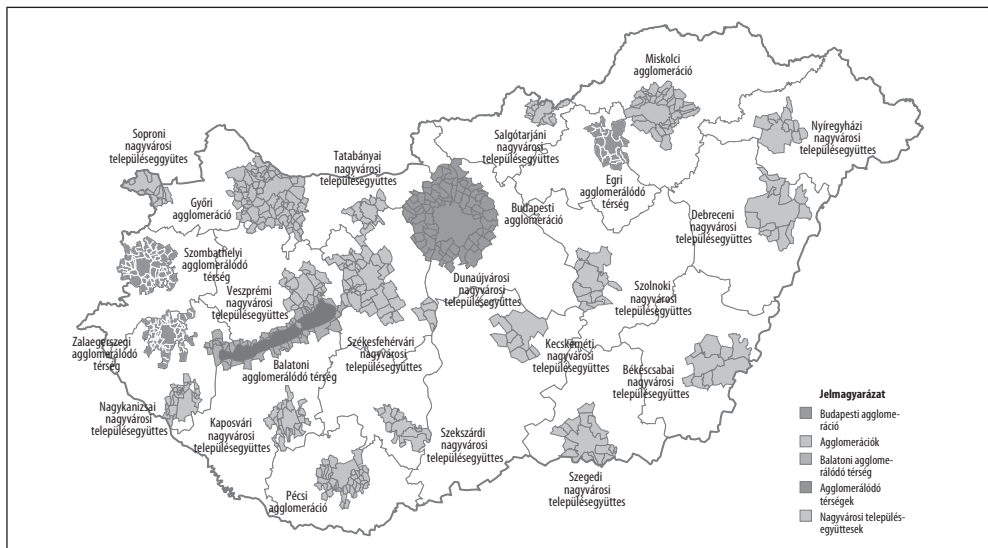 Miskolci
agglomeráció
Salgótarjáni
nagyvárosi
településegyüttes
Nyíregyházi
nagyvárosi
településegyüttes
Soproni
nagyvárosi
településeggyüttes
Tatabányai
nagyvárosi
településegyüttes
Egri
agglomerálódó
térség
Győri
agglomeráció
Budapesti
agglomeráció
Debreceni
nagyvárosi
településegyüttes
Szombathelyi
agglomerálódó
térség
Veszprémi
nagyvárosi
településegyüttes
Dunaújvárosi
nagyvárosi
településegyüttes
Szolnoki
nagyvárosi
településegyüttes
Zalaegerszegi
agglomerálódó
térség
Balatoni
agglomerálódó térség
Székesfehérvári
nagyvárosi
településegyüttes
Kecskeméti
nagyvárosi
településegyüttes
Békéscsabai
nagyvárosi
településegyüttes
Nagykanizsai
nagyvárosi
településegyüttes
Kaposvári
nagyvárosi
településegyüttes
Szekszárdi
nagyvárosi
településegyüttes
Pécsi
agglomeráció
Szegedi
nagyvárosi
településegyüttes
Jelmagyarázat
Budapesti agglome-
ráció
Agglomerációk
Balatoni agglome-
rálódó térség
Agglomerálódó
térségek
Nagyvárosi település-
együttesek